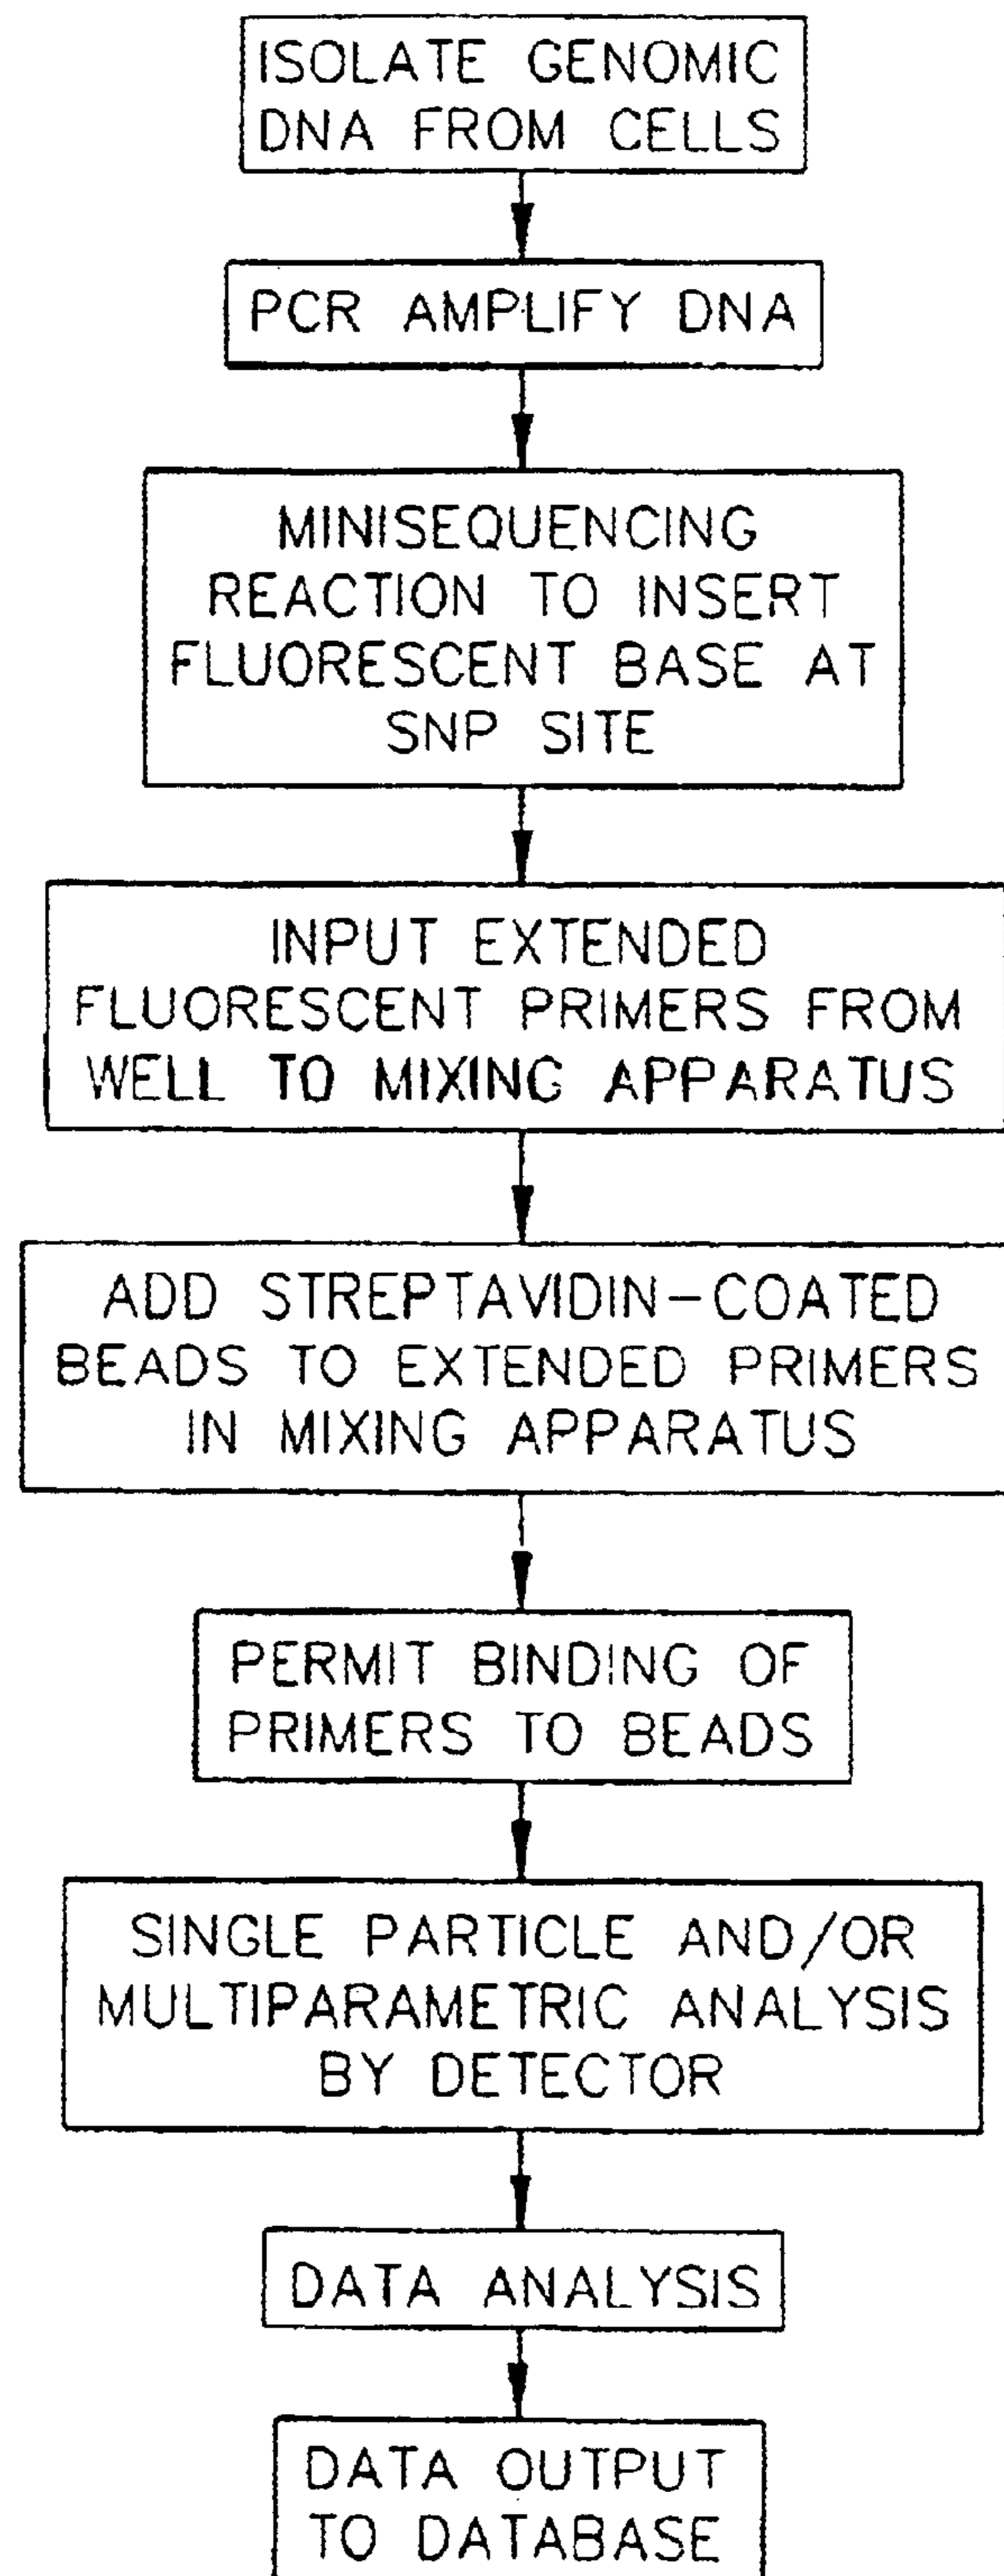 ISOLATE GENOMIC
DNA FROM CELLS
PCR AMPLIFY DNA
MINISEQUENCING
REACTION TO INSERT
FLUORESCENT BASE AT
SNP SITE
INPUT EXTENDED
FLUORESCENT PRIMERS FROM
WELL TO MIXING APPARATUS
ADD STREPTAVIDIN-COATED
BEADS TO EXTENDED PRIMERS
IN MIXING APPARATUS
PERMIT BINDING OF
PRIMERS TO BEADS
SINGLE PARTICLE AND/OR
MULTIPARAMETRIC ANALYSIS
BY DETECTOR
DATA ANALYSIS
DATA OUTPUT
TO DATABASE